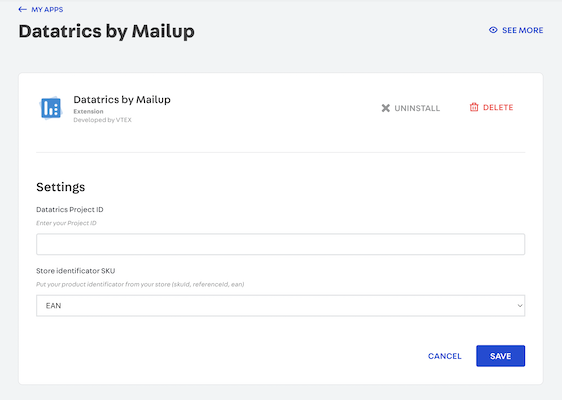 MY APPS
Datatrics by Mailup
SEE MORE
Datatrics by Mailup
Extension
Developed by VTEX
UNINSTALL
DELETE
Settings
Datatrics Project ID
Enter your Project ID
Store identificator SKU
Put your product identificator from your store (skuId, referenceId, ean)
EAN
CANCEL
SAVE